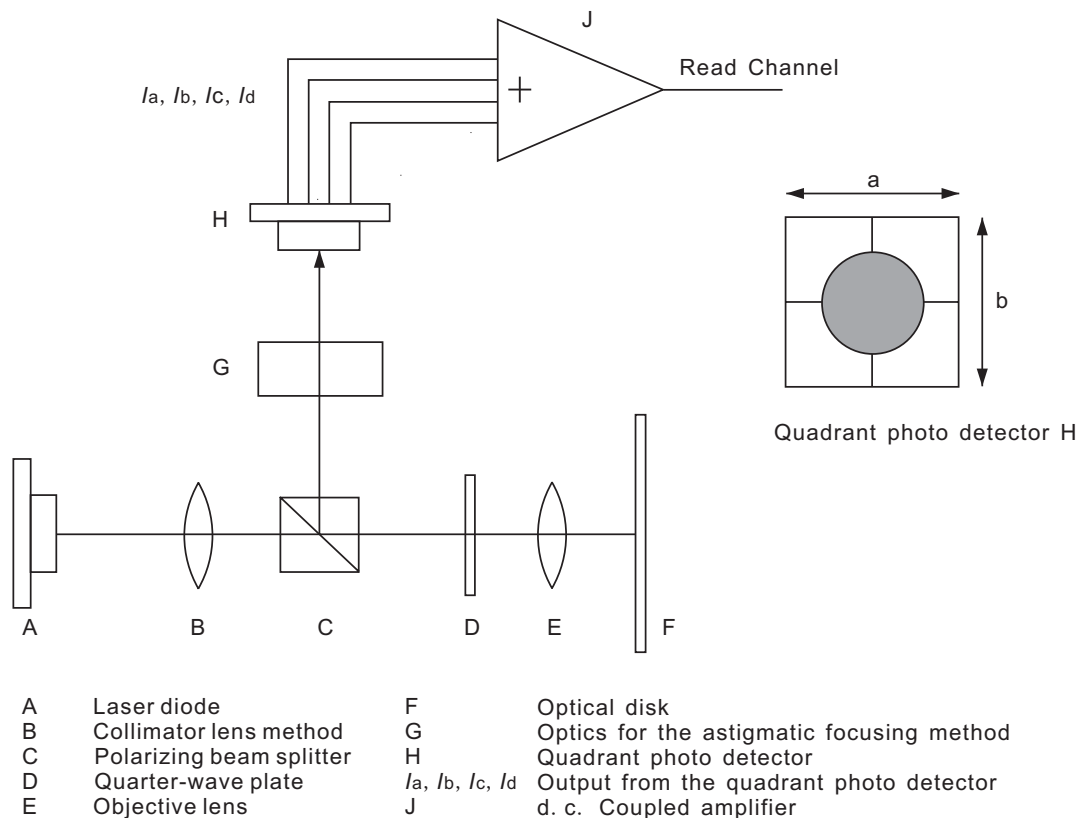 J
Read Channel
Ia, Ib, Ic, Id
a
H
b
G
Quadrant photo detector H
A B C D E F
A Laser diode F Optical disk
B Collimator lens method G Optics for the astigmatic focusing method
C Polarizing beam splitter H Quadrant photo detector
D Quarter-wave plate Ia, Ib, Ic, Id Output from the quadrant photo detector
E Objective lens J d. c. Coupled amplifier